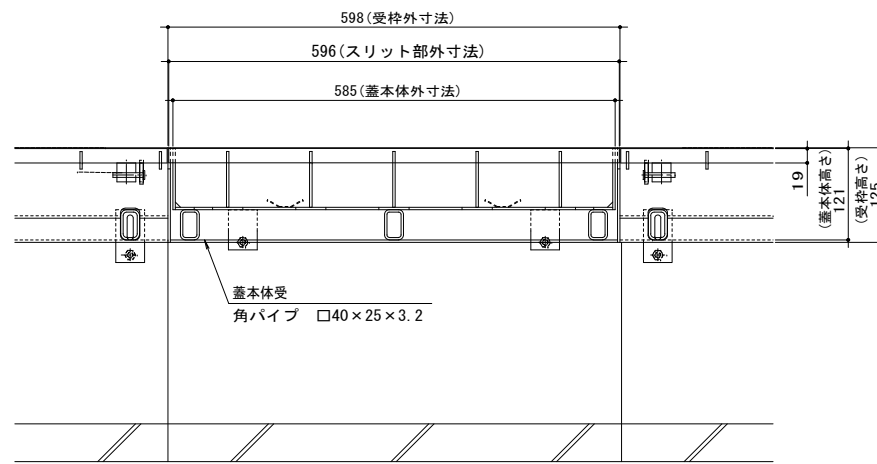 598(受枠外寸法)
596(スリット部外寸法)
585(蓋本体外寸法)
19
(蓋本体高さ)
121
(受枠高さ)
125
蓋本体受
角パイプ □40×25×3.2